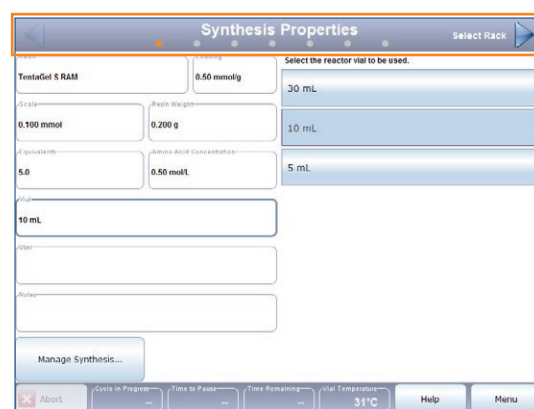 Synthesis Properties
Select Rack
Resin
Loading
Select the reactor vial to be used.
TentaGel S RAM
0.50 mmol/g
30 mL
Scale
Resin Weight
0.100 mmol
0.200 g
10 mL
Equivalents
Amino Acid Concentration
5.0
0.50 mol/L
5 mL
Vial
10 mL
User
Notes
Manage Synthesis...
Abort
Cycle in Progress
--
Time to Pause
--
Time Remaining
--
Vial Temperature
31°C
Help
Menu